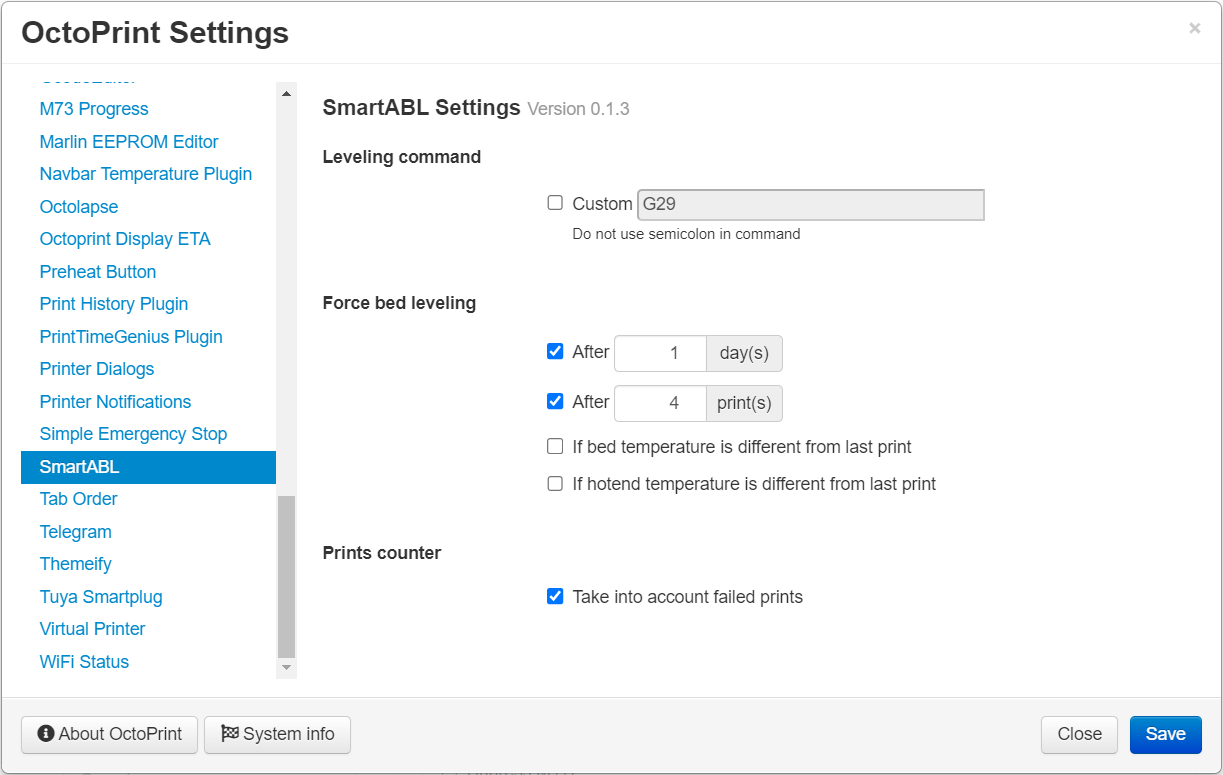 OctoPrint Settings
×
M73 Progress
Marlin EEPROM Editor
Navbar Temperature Plugin
Octolapse
Octoprint Display ETA
Preheat Button
Print History Plugin
PrintTimeGenius Plugin
Printer Dialogs
Printer Notifications
Simple Emergency Stop
SmartABL
Tab Order
Telegram
Themeify
Tuya Smartplug
Virtual Printer
WiFi Status
SmartABL Settings Version 0.1.3
Leveling command
Custom G29
Do not use semicolon in command
Force bed leveling
After 1 day(s)
After 4 print(s)
If bed temperature is different from last print
If hotend temperature is different from last print
Prints counter
Take into account failed prints
About OctoPrint System info Close Save